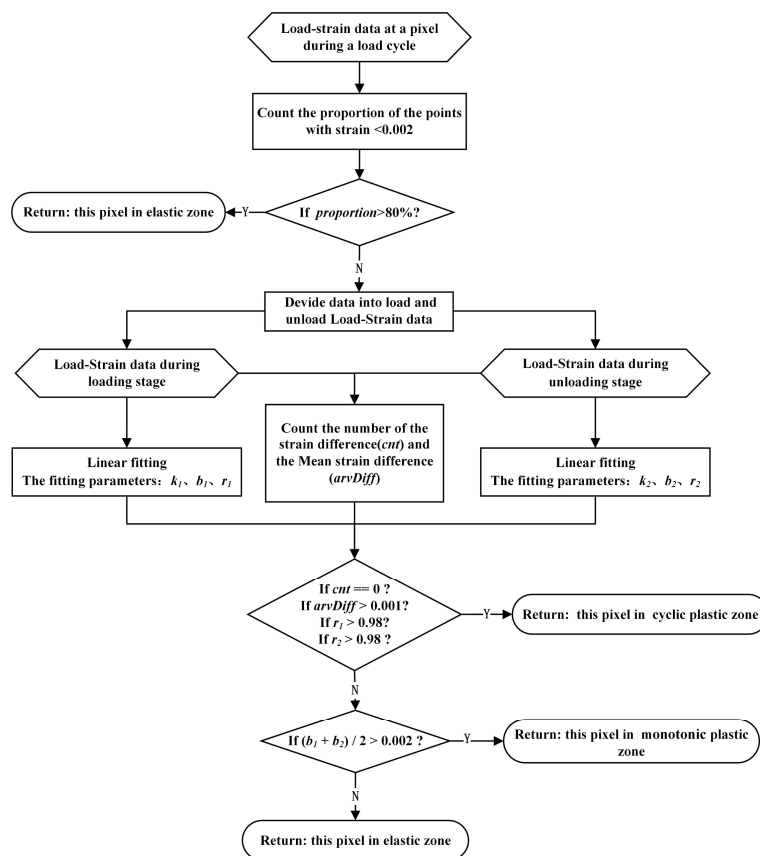 Load-strain data at a pixel
during a load cycle
Count the proportion of the points
with strain <0.002
If proportion>80%?
Y
Return: this pixel in elastic zone
N
Devide data into load and
unload Load-Strain data
Load-Strain data during
loading stage
Load-Strain data during
unloading stage
Count the number of the
strain difference(cnt) and
the Mean strain difference
(arvDiff)
Linear fitting
The fitting parameters：k₁、b₁、r₁
Linear fitting
The fitting parameters：k₂、b₂、r₂
If cnt == 0 ?
If arvDiff > 0.001?
If r₁ > 0.98?
If r₂ > 0.98 ?
Y
Return: this pixel in cyclic plastic zone
N
If (b₁ + b₂) / 2 > 0.002 ?
Y
Return: this pixel in monotonic plastic
zone
N
Return: this pixel in elastic zone